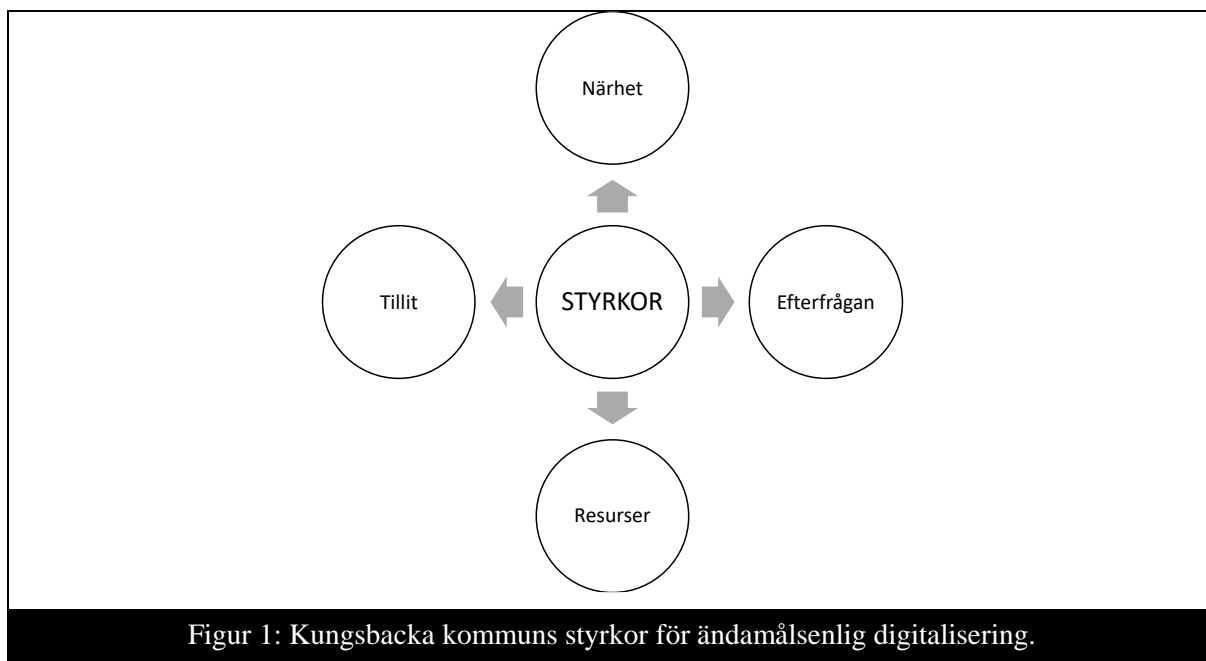 Närhet
Tillit
STYRKOR
Efterfrågan
Resurser
Figur 1: Kungsbacka kommuns styrkor för ändamålsenlig digitalisering.